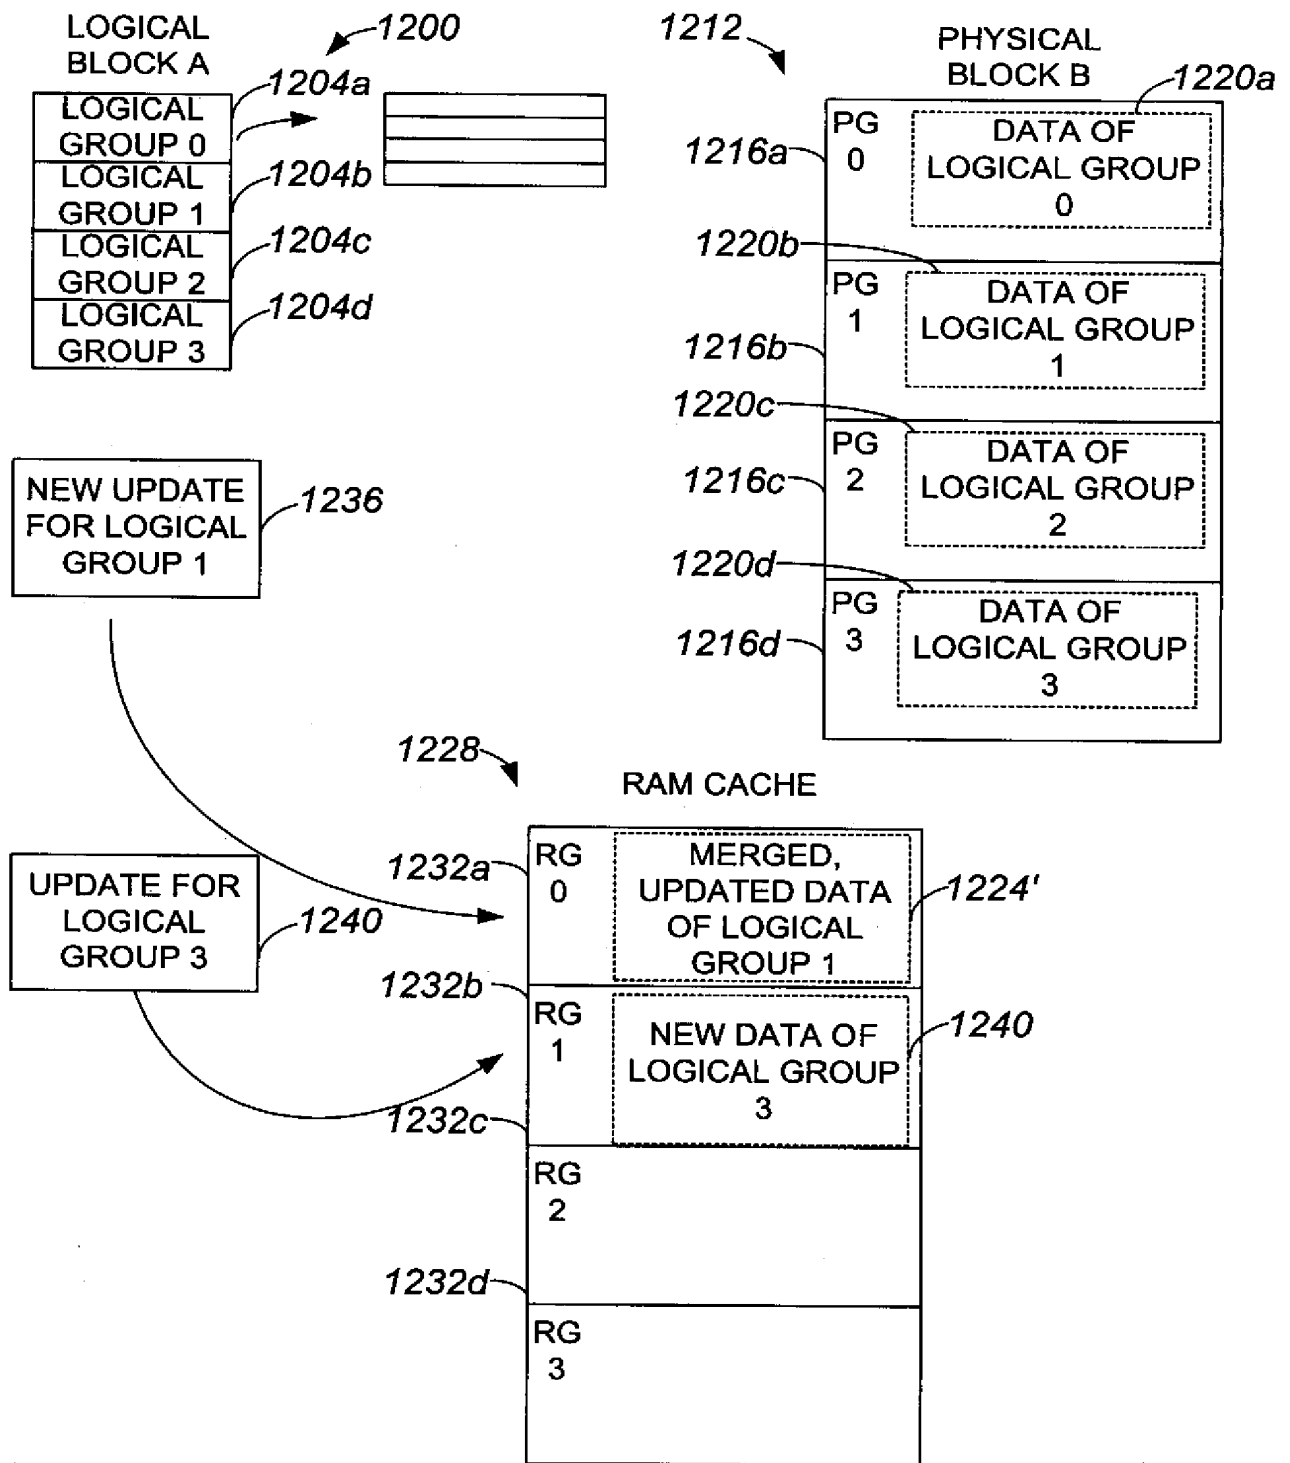 LOGICAL
BLOCK A
1200
1204a
LOGICAL
GROUP 0
1204b
LOGICAL
GROUP 1
1204c
LOGICAL
GROUP 2
1204d
LOGICAL
GROUP 3
1212
PHYSICAL
BLOCK B
1220a
1216a
PG
0
DATA OF
LOGICAL GROUP
0
1220b
1216b
PG
1
DATA OF
LOGICAL GROUP
1
1220c
1216c
PG
2
DATA OF
LOGICAL GROUP
2
1220d
1216d
PG
3
DATA OF
LOGICAL GROUP
3
NEW UPDATE
FOR LOGICAL
GROUP 1
1236
UPDATE FOR
LOGICAL
GROUP 3
1240
1228
RAM CACHE
1232a
RG
0
MERGED,
UPDATED DATA
OF LOGICAL
GROUP 1
1224'
1232b
RG
1
NEW DATA OF
LOGICAL GROUP
3
1240
1232c
RG
2
1232d
RG
3